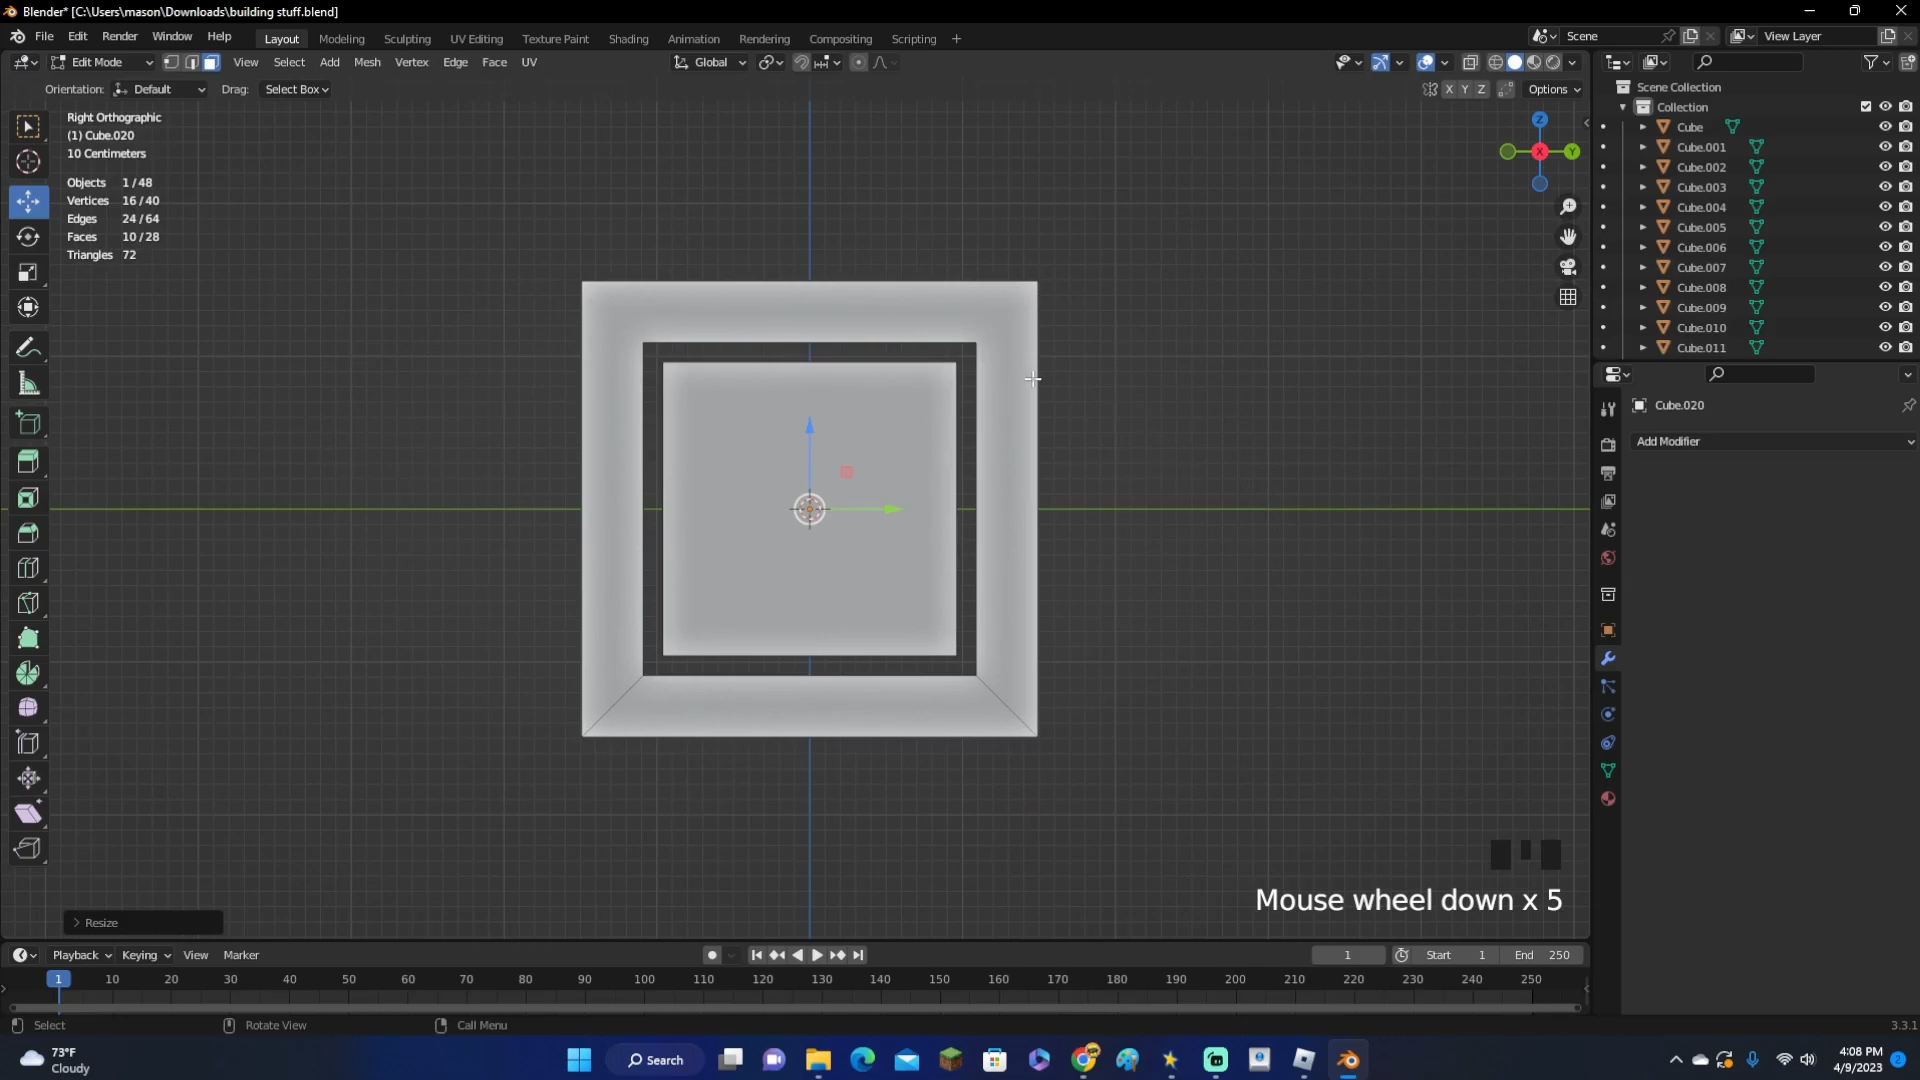 Blender* [C:\Users\mason\Downloads\building stuff.blend]
File Edit Render Window Help Layout Modeling Sculpting UV Editing Texture Paint Shading Animation Rendering Compositing Scripting Scene View Layer
Edit Mode View Select Add Mesh Vertex Edge Face UV Global
Orientation: Default Drag: Select Box X Y Z Options
Right Orthographic
(1) Cube.020
10 Centimeters
Objects 1/48
Vertices 16/40
Edges 24/64
Faces 10/28
Triangles 72
Z
X
Y
Scene Collection
Collection
Cube
Cube.001
Cube.002
Cube.003
Cube.004
Cube.005
Cube.006
Cube.007
Cube.008
Cube.009
Cube.010
Cube.011
Cube.020
Add Modifier
Mouse wheel down x 5
Resize
Playback Keying View Marker 1 Start 1 End 250
1 10 20 30 40 50 60 70 80 90 100 110 120 130 140 150 160 170 180 190 200 210 220 230 240 250
Select Rotate View Call Menu 3.3.1
73°F
Cloudy
Search
4:08 PM
4/9/2023
2